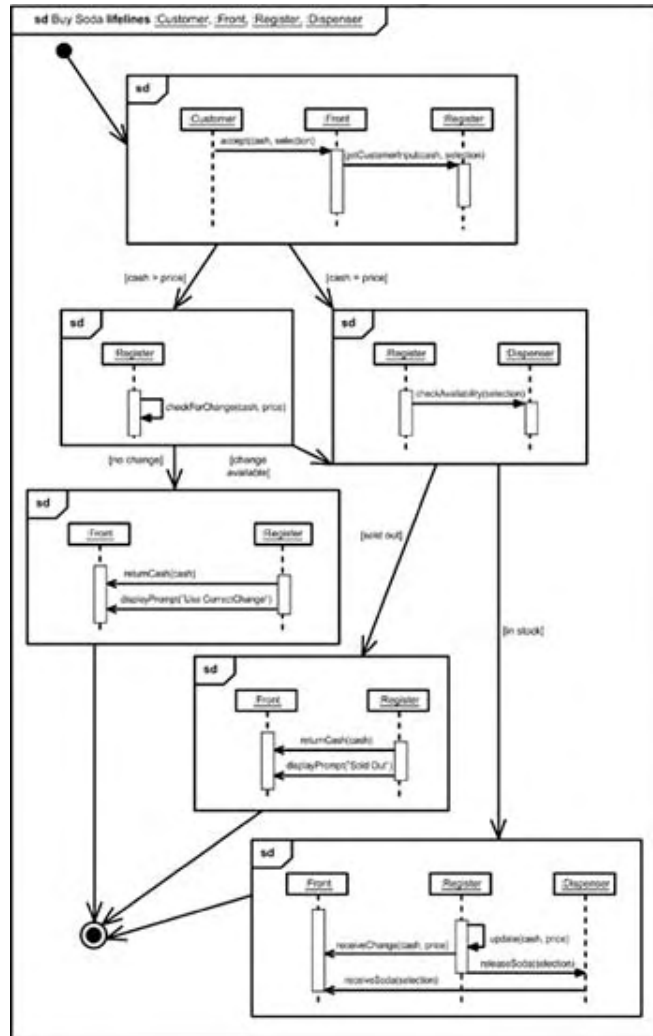 sd Buy Soda lifelines :Customer, :Front, :Register, :Dispenser
sd
:Customer
:Front
:Register
accept(cash, selection)
getCustomerInput(cash, selection)
[cash > price]
[cash = price]
sd
:Register
checkForChange(cash, price)
sd
:Register
:Dispenser
checkAvailability(selection)
[no change]
[change
available]
sd
:Front
:Register
returnCash(cash)
displayPrompt("Use CorrectChange")
[sold out]
[in stock]
sd
:Front
:Register
returnCash(cash)
displayPrompt("Sold Out")
sd
:Front
:Register
:Dispenser
update(cash, price)
receiveChange(cash, price)
releaseSoda(selection)
receiveSoda(selection)